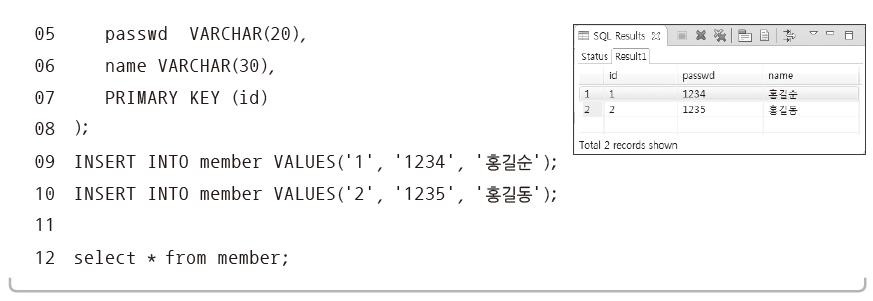 05 passwd VARCHAR(20),
06 name VARCHAR(30),
07 PRIMARY KEY (id)
08 );
09 INSERT INTO member VALUES('1', '1234', '홍길순');
10 INSERT INTO member VALUES('2', '1235', '홍길동');
11
12 select * from member;
SQL Results
Status Result1
id passwd name
1 1 1234 홍길순
2 2 1235 홍길동
Total 2 records shown